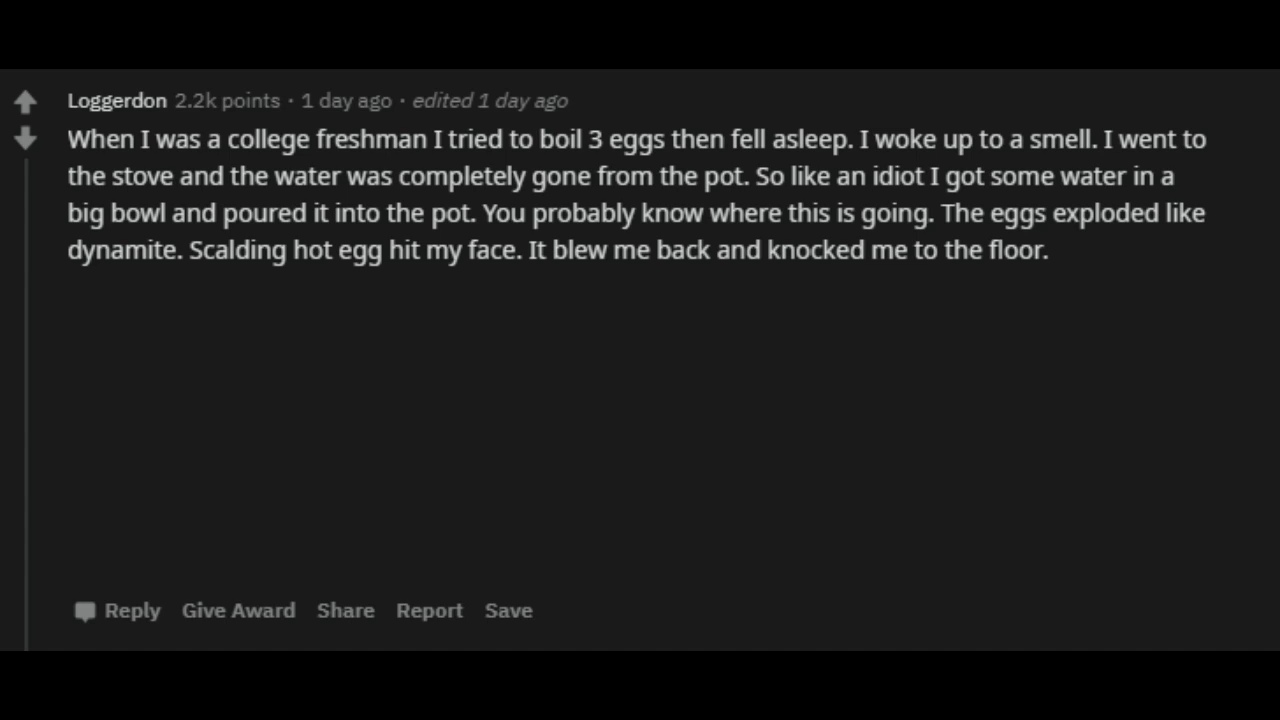 Loggerdon 2.2k points · 1 day ago · edited 1 day ago
When I was a college freshman I tried to boil 3 eggs then fell asleep. I woke up to a smell. I went to
the stove and the water was completely gone from the pot. So like an idiot I got some water in a
big bowl and poured it into the pot. You probably know where this is going. The eggs exploded like
dynamite. Scalding hot egg hit my face. It blew me back and knocked me to the floor.
Reply Give Award Share Report Save